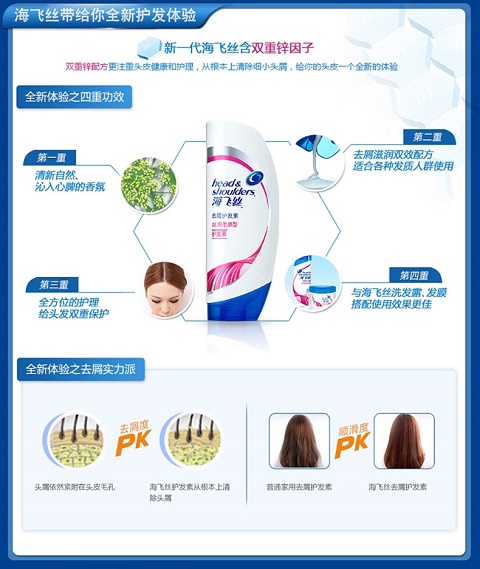 海飞丝带给你全新护发体验
新一代海飞丝含双重锌因子
双重锌配方更注重头皮健康和护理，从根本上清除细小头屑，给你的头皮一个全新的体验
全新体验之四重功效
第一重
清新自然、
沁入心脾的香氛
第二重
去屑滋润双效配方
适合各种发质人群使用
head&
shoulders
海飞丝
去屑护发素
丝滑柔顺型
护发素
第三重
全方位的护理
给头发双重保护
第四重
与海飞丝洗发露、发膜
搭配使用效果更佳
全新体验之去屑实力派
去屑度
PK
顺滑度
PK
头屑依然紧附在头皮毛孔
海飞丝护发素从根本上清
除头屑
普通家用去屑护发素
海飞丝去屑护发素